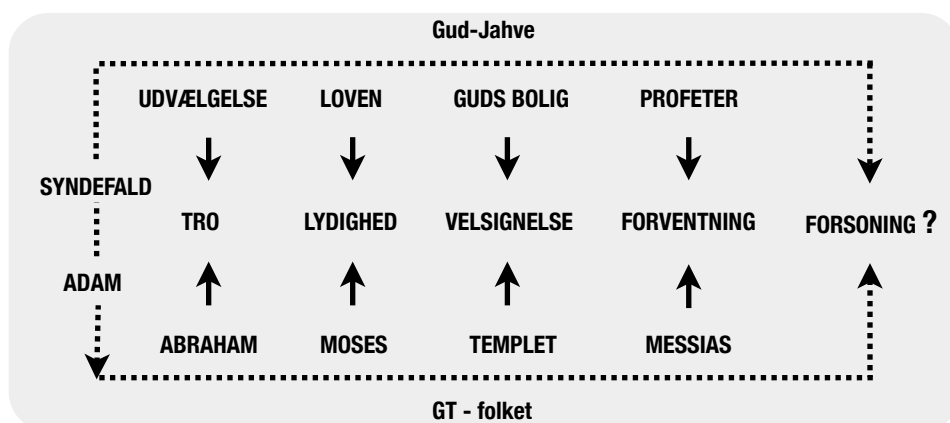 Gud-Jahve
UDVÆLGELSE LOVEN GUDS BOLIG PROFETER
SYNDEFALD
TRO LYDIGHED VELSIGNELSE FORVENTNING FORSONING ?
ADAM
ABRAHAM MOSES TEMPLET MESSIAS
GT - folket